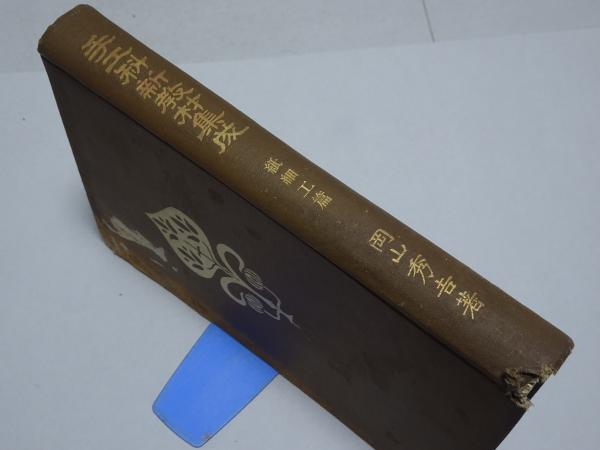 手工科新教材集成
紙細工篇
岡山秀吉著